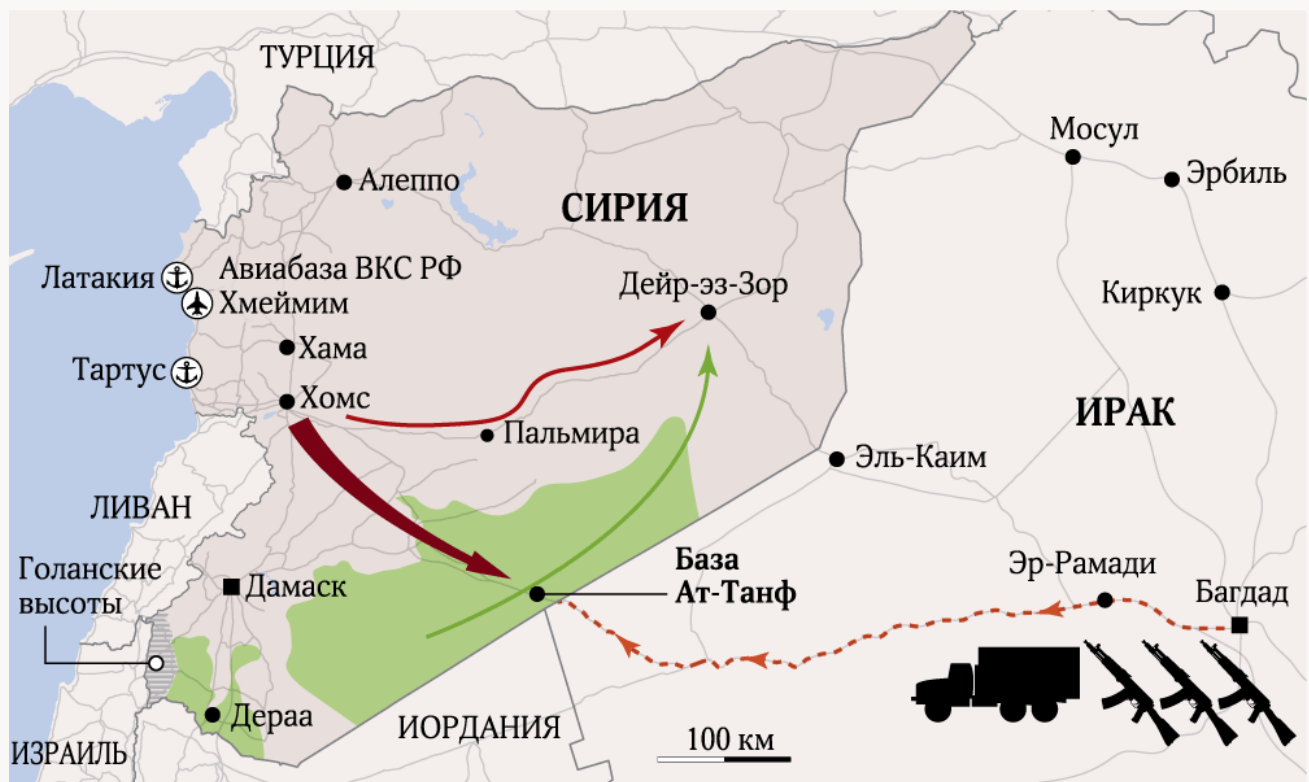 ТУРЦИЯ
Мосул
Эрбиль
Алеппо
СИРИЯ
Латакия
Авиабаза ВКС РФ
Хмеймим
Дейр-эз-Зор
Киркук
Хама
Тартус
Хомс
ИРАК
Пальмира
Эль-Каим
ЛИВАН
Голанские
высоты
Дамаск
База
Ат-Танф
Эр-Рамади
Багдад
Дераа
ИОРДАНИЯ
ИЗРАИЛЬ
100 км